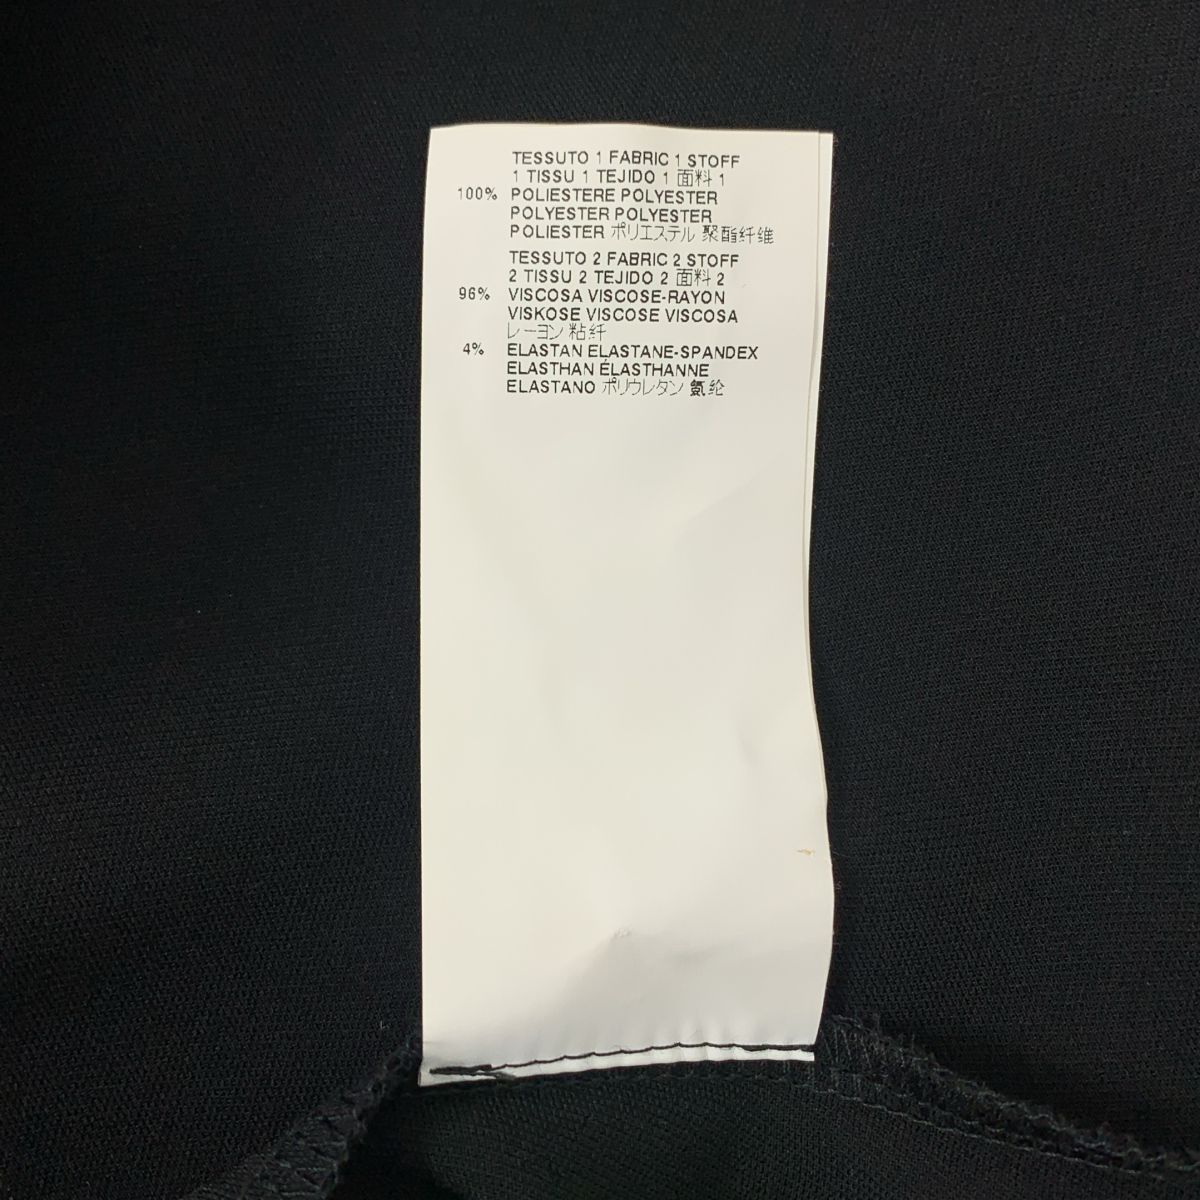 TESSUTO 1 FABRIC 1 STOFF
1 TISSU 1 TEJIDO 1 面料 1
100% POLIESTERE POLYESTER
POLYESTER POLYESTER
POLIESTER ポリエステル 聚酯纤维
TESSUTO 2 FABRIC 2 STOFF
2 TISSU 2 TEJIDO 2 面料 2
96% VISCOSA VISCOSE-RAYON
VISKOSE VISCOSE VISCOSA
レーヨン 粘纤
4% ELASTAN ELASTANE-SPANDEX
ELASTHAN ÉLASTHANNE
ELASTANO ポリウレタン 氨纶